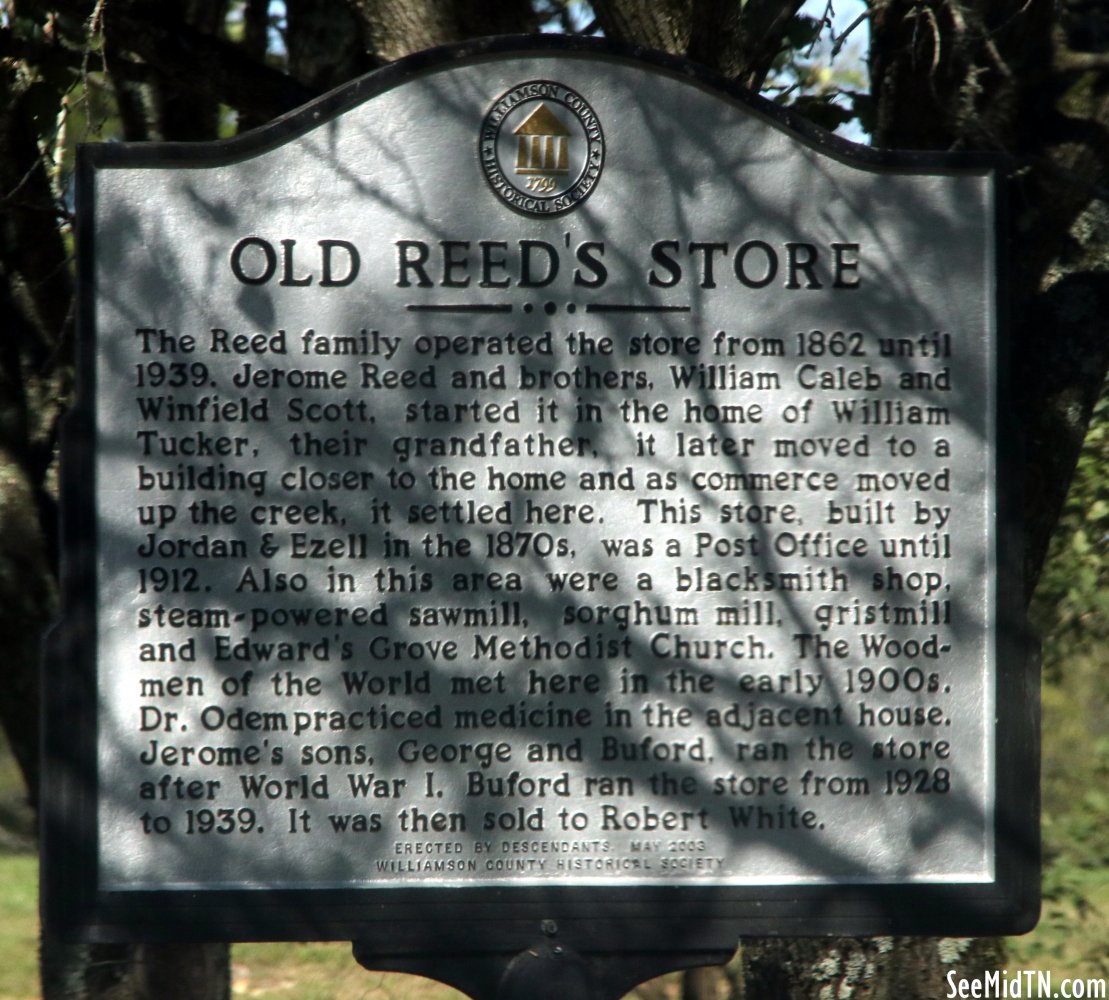 WILLIAMSON COUNTY
1799
HISTORICAL SOCIETY
OLD REED'S STORE
The Reed family operated the store from 1862 until
1939. Jerome Reed and brothers, William Caleb and
Winfield Scott, started it in the home of William
Tucker, their grandfather, it later moved to a
building closer to the home and as commerce moved
up the creek, it settled here. This store, built by
Jordan & Ezell in the 1870s, was a Post Office until
1912. Also in this area were a blacksmith shop,
steam-powered sawmill, sorghum mill, gristmill
and Edward's Grove Methodist Church. The Wood-
men of the World met here in the early 1900s.
Dr. Odem practiced medicine in the adjacent house.
Jerome's sons, George and Buford, ran the store
after World War I. Buford ran the store from 1928
to 1939. It was then sold to Robert White.
ERECTED BY DESCENDANTS, MAY 2003
WILLIAMSON COUNTY HISTORICAL SOCIETY
SeeMidTN.com